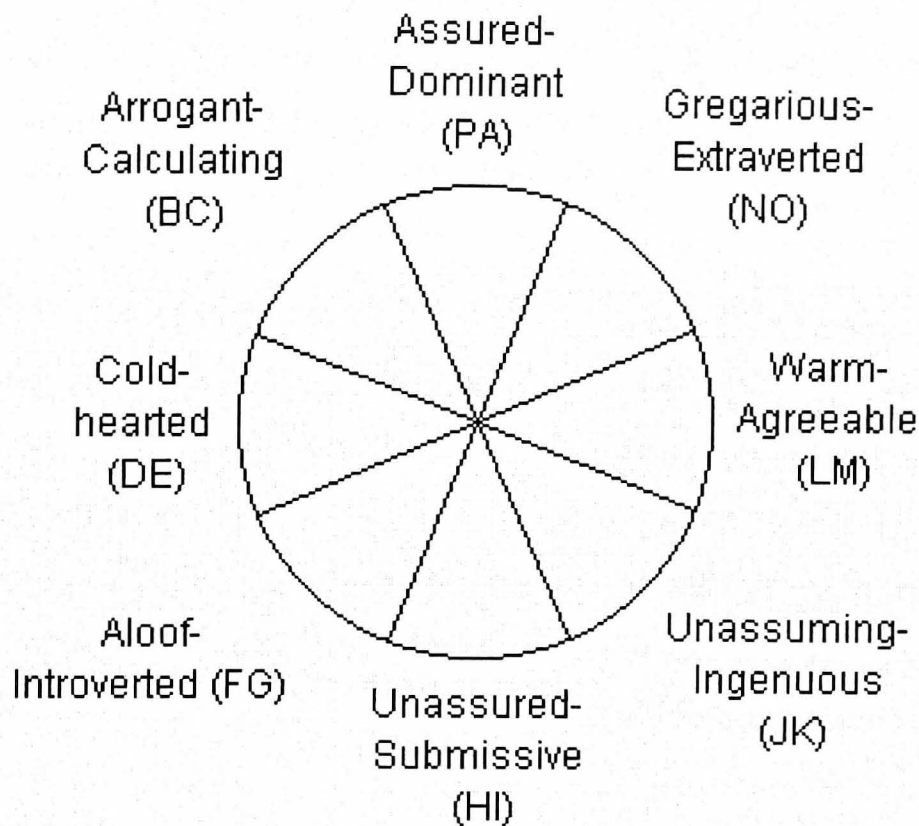 Assured-
Dominant
(PA)
Gregarious-
Extraverted
(NO)
Warm-
Agreeable
(LM)
Unassuming-
Ingenuous
(JK)
Unassured-
Submissive
(HI)
Aloof-
Introverted (FG)
Cold-
hearted
(DE)
Arrogant-
Calculating
(BC)